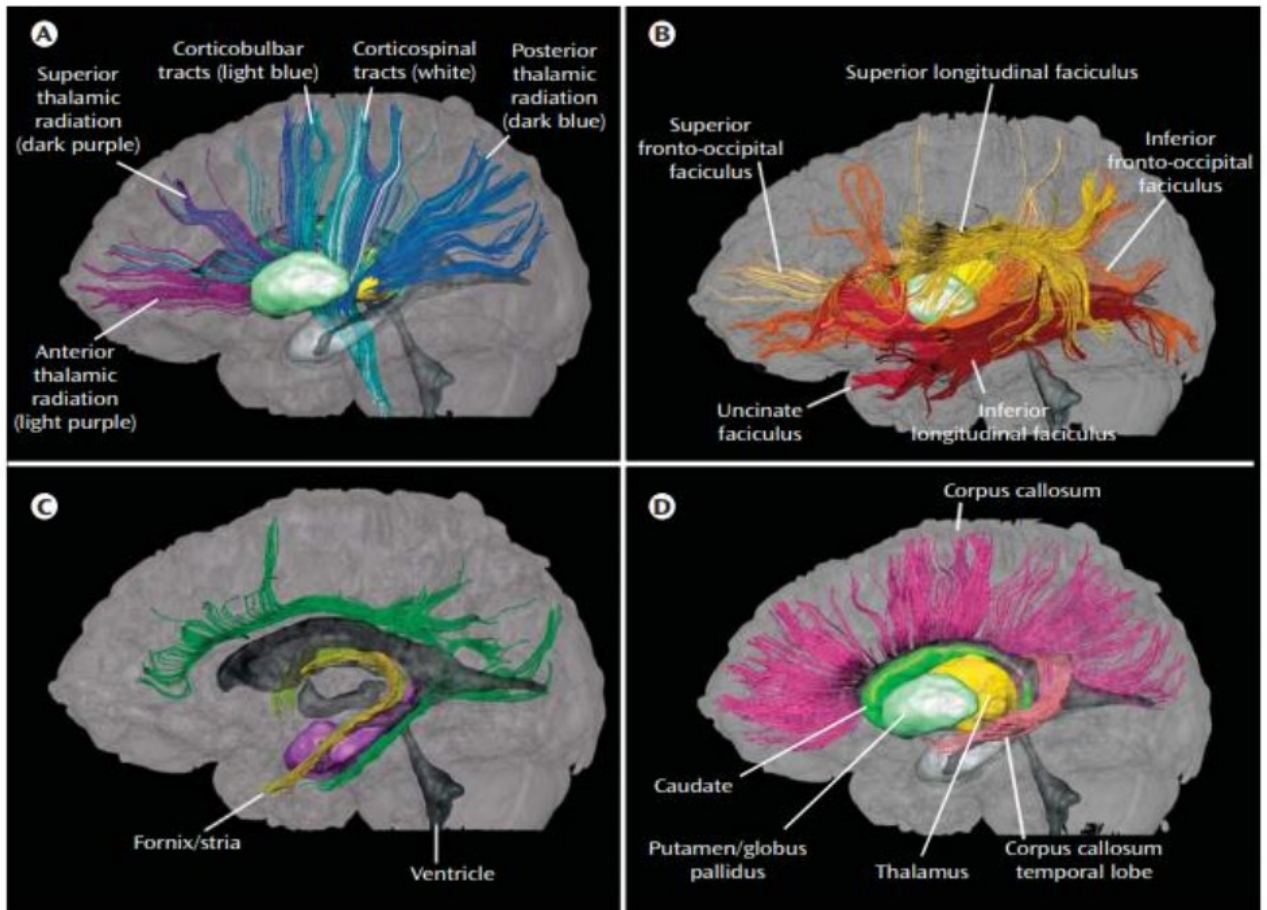 A
Corticobulbar
tracts (light blue)
Corticospinal
tracts (white)
Posterior
thalamic
radiation
(dark blue)
Superior
thalamic
radiation
(dark purple)
Anterior
thalamic
radiation
(light purple)
B
Superior longitudinal faciculus
Superior
fronto-occipital
faciculus
Inferior
fronto-occipital
faciculus
Uncinate
faciculus
Inferior
longitudinal faciculus
C
Fornix/stria
Ventricle
D
Corpus callosum
Caudate
Putamen/globus
pallidus
Thalamus
Corpus callosum
temporal lobe